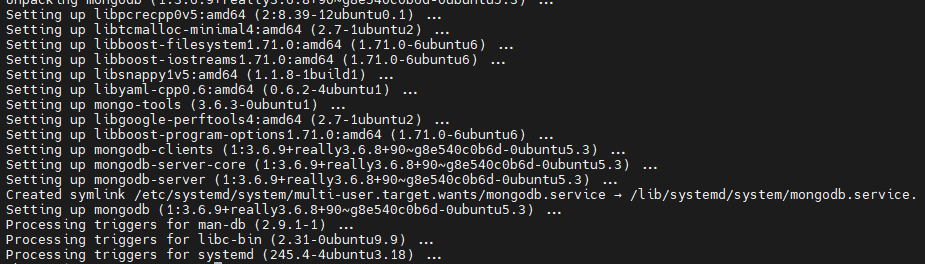 Unpacking mongodb (1:3.6.9+really3.6.8+90~g8e540c0b6d-0ubuntu5.3) ...
Setting up libpcrecpp0v5:amd64 (2:8.39-12ubuntu0.1) ...
Setting up libtcmalloc-minimal4:amd64 (2.7-1ubuntu2) ...
Setting up libboost-filesystem1.71.0:amd64 (1.71.0-6ubuntu6) ...
Setting up libboost-iostreams1.71.0:amd64 (1.71.0-6ubuntu6) ...
Setting up libsnappy1v5:amd64 (1.1.8-1build1) ...
Setting up libyaml-cpp0.6:amd64 (0.6.2-4ubuntu1) ...
Setting up mongo-tools (3.6.3-0ubuntu1) ...
Setting up libgoogle-perftools4:amd64 (2.7-1ubuntu2) ...
Setting up libboost-program-options1.71.0:amd64 (1.71.0-6ubuntu6) ...
Setting up mongodb-clients (1:3.6.9+really3.6.8+90~g8e540c0b6d-0ubuntu5.3) ...
Setting up mongodb-server-core (1:3.6.9+really3.6.8+90~g8e540c0b6d-0ubuntu5.3) ...
Setting up mongodb-server (1:3.6.9+really3.6.8+90~g8e540c0b6d-0ubuntu5.3) ...
Created symlink /etc/systemd/system/multi-user.target.wants/mongodb.service → /lib/systemd/system/mongodb.service.
Setting up mongodb (1:3.6.9+really3.6.8+90~g8e540c0b6d-0ubuntu5.3) ...
Processing triggers for man-db (2.9.1-1) ...
Processing triggers for libc-bin (2.31-0ubuntu9.9) ...
Processing triggers for systemd (245.4-4ubuntu3.18) ...